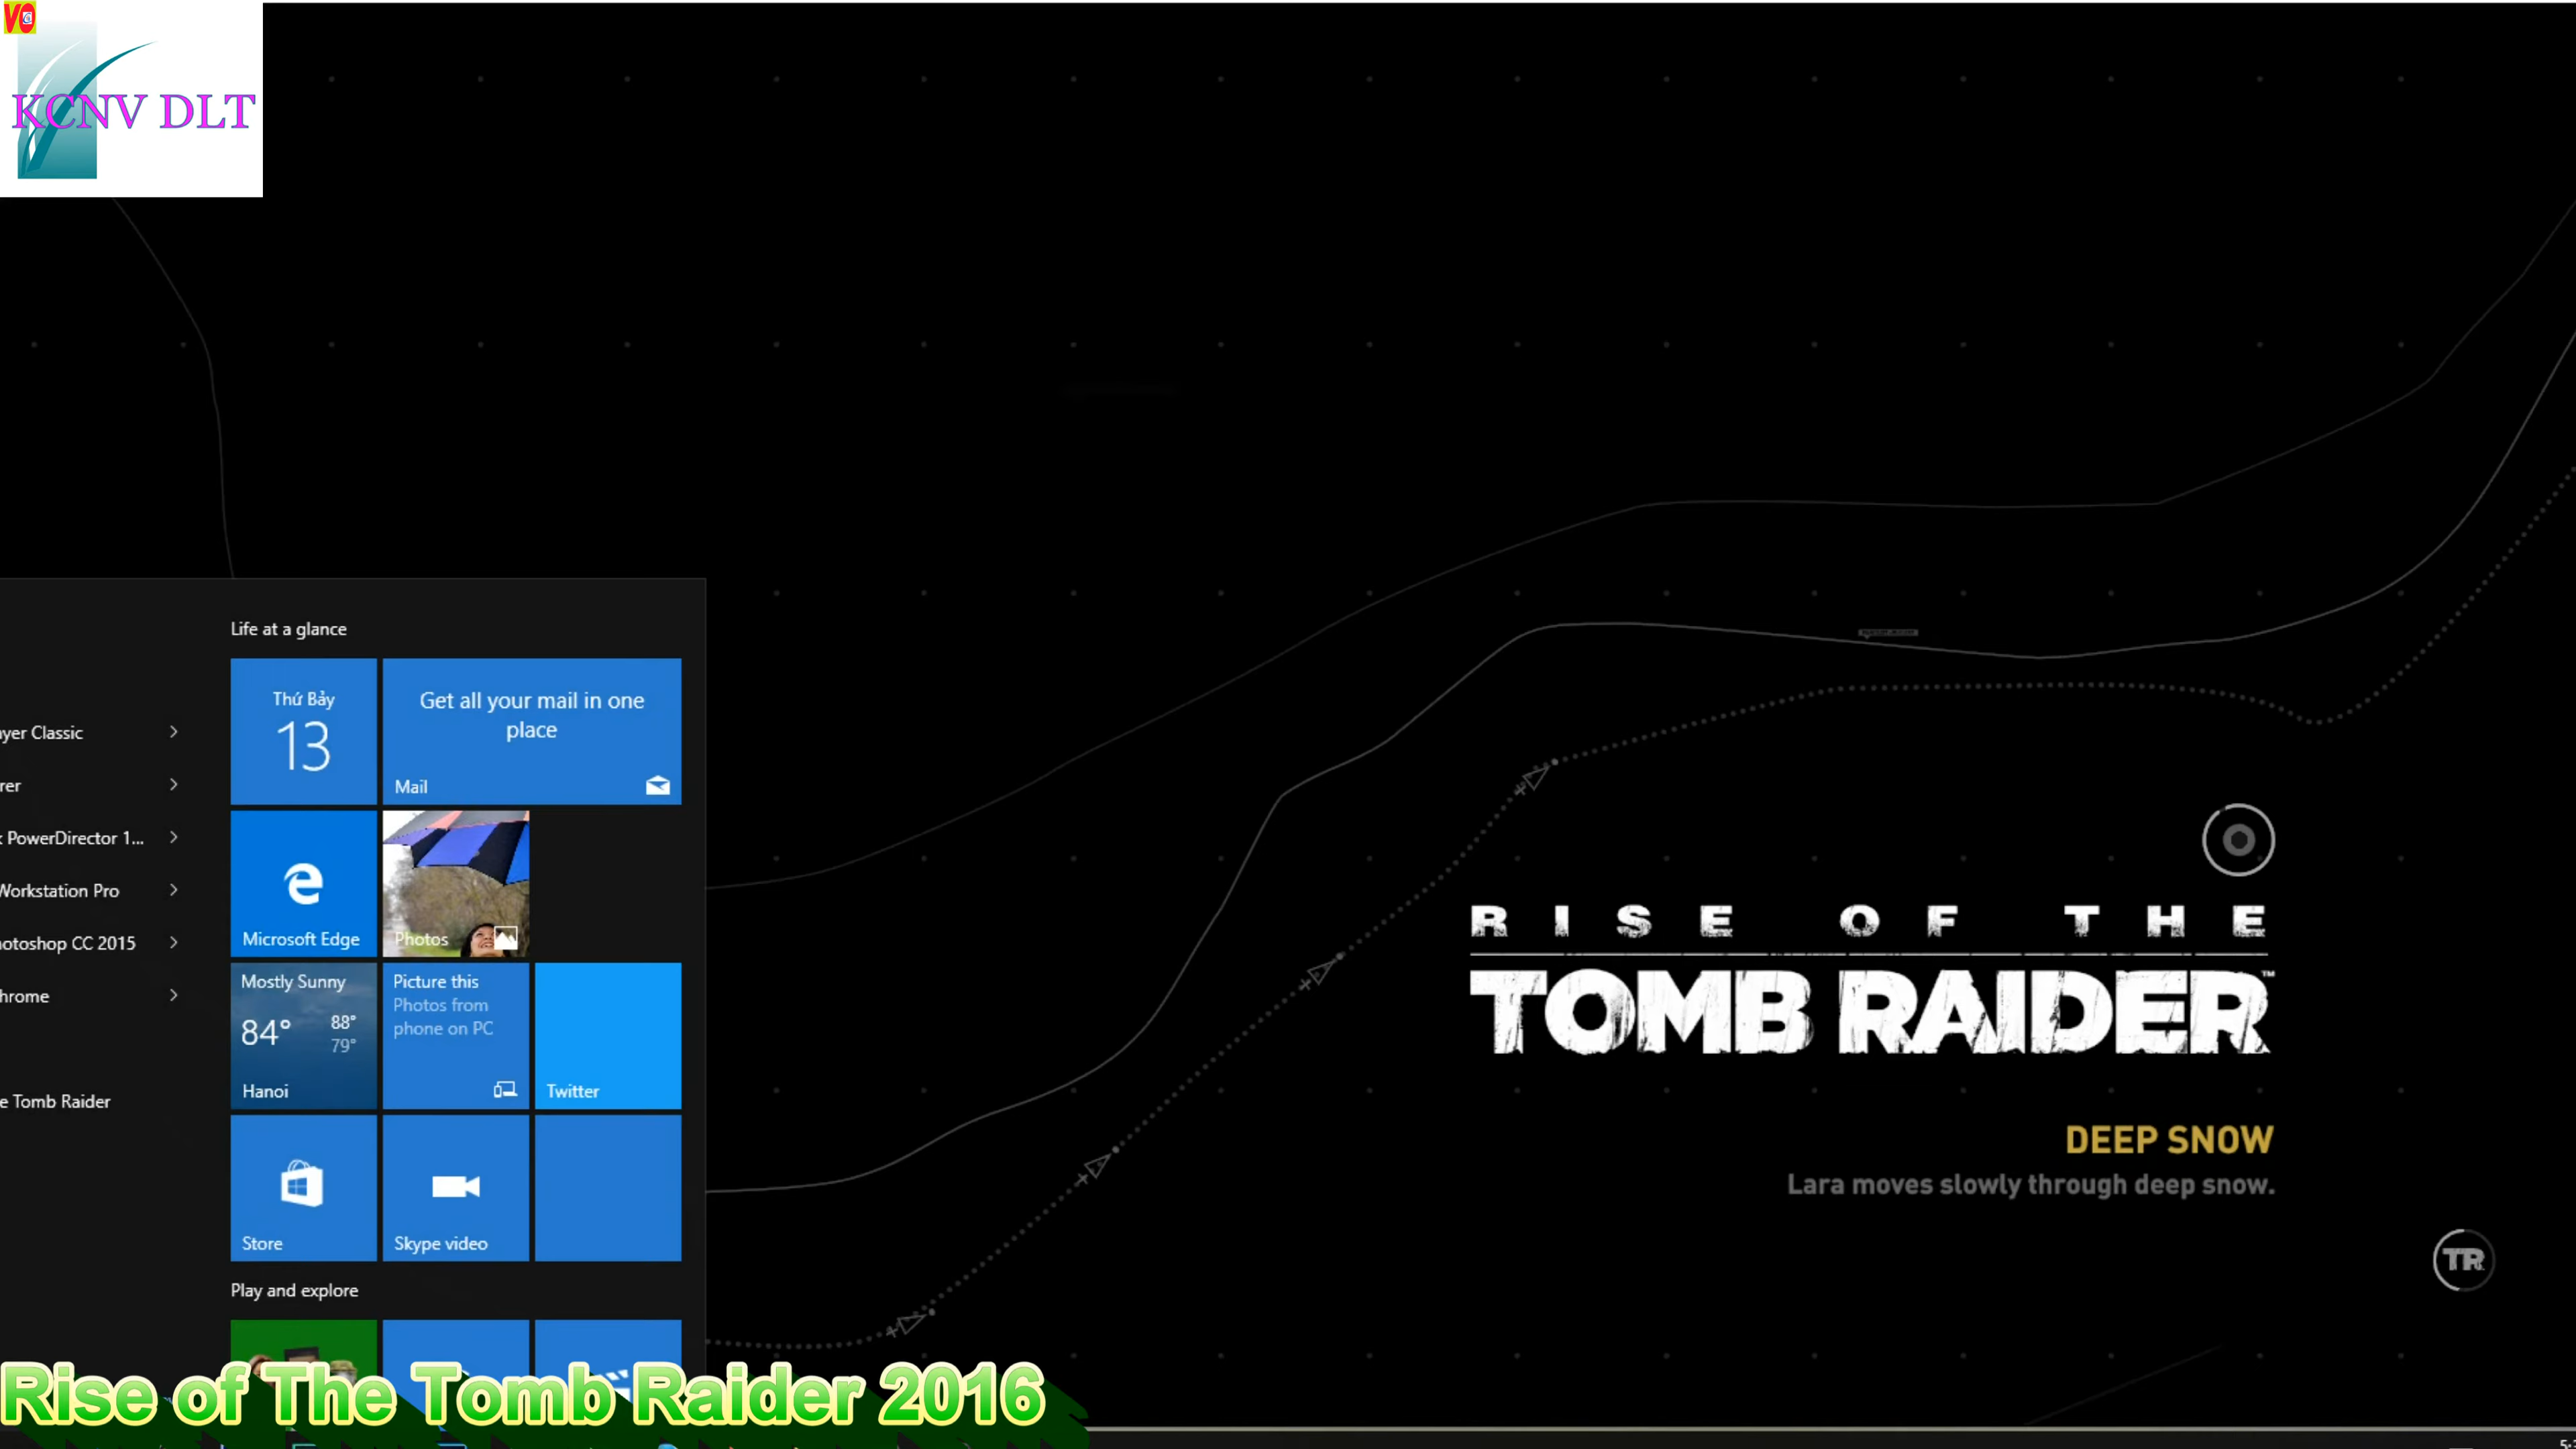 VC
KCNV DLT
Life at a glance
Thứ Bảy
13
Get all your mail in one
place
Mail
yer Classic
rer
PowerDirector 1...
Workstation Pro
otoshop CC 2015
hrome
e Tomb Raider
Microsoft Edge
Photos
Mostly Sunny
84°
88°
79°
Hanoi
Picture this
Photos from
phone on PC
Twitter
Store
Skype video
Play and explore
RISE OF THE
TOMB RAIDER™
DEEP SNOW
Lara moves slowly through deep snow.
TR
Rise of The Tomb Raider 2016